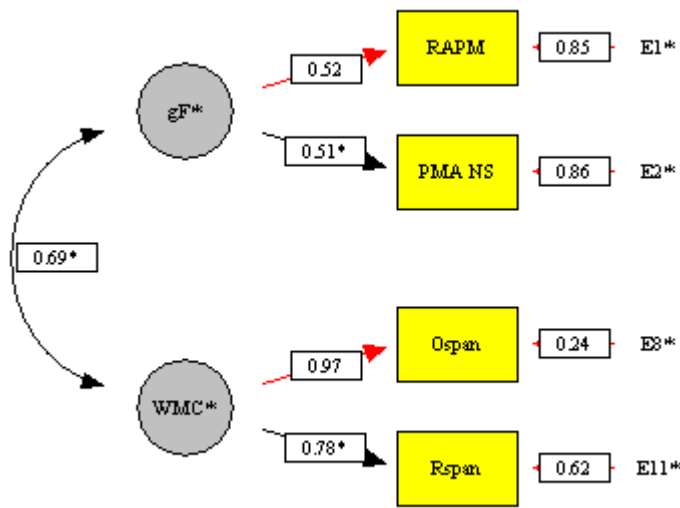 RAPM
0.85
E1*
0.52
gF*
0.51*
PMA NS
0.86
E2*
0.69*
Ospan
0.24
E8*
0.97
WMC*
0.78*
Rspan
0.62
E11*